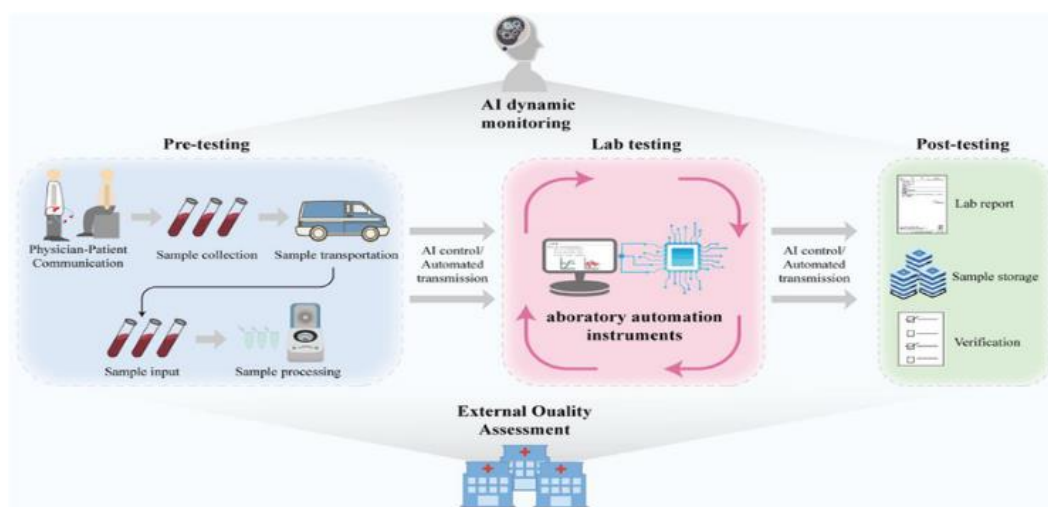 AI dynamic
monitoring
Pre-testing
Lab testing
Post-testing
Physician-Patient
Communication
Sample collection
Sample transportation
Sample input
Sample processing
AI control/
Automated
transmission
aboratory automation
instruments
AI control/
Automated
transmission
Lab report
Sample storage
Verification
External Quality
Assessment